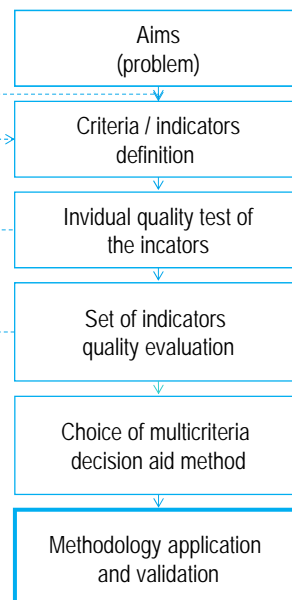 Aims
(problem)
Criteria / indicators
definition
Invidual quality test of
the incators
Set of indicators
quality evaluation
Choice of multicriteria
decision aid method
Methodology application
and validation